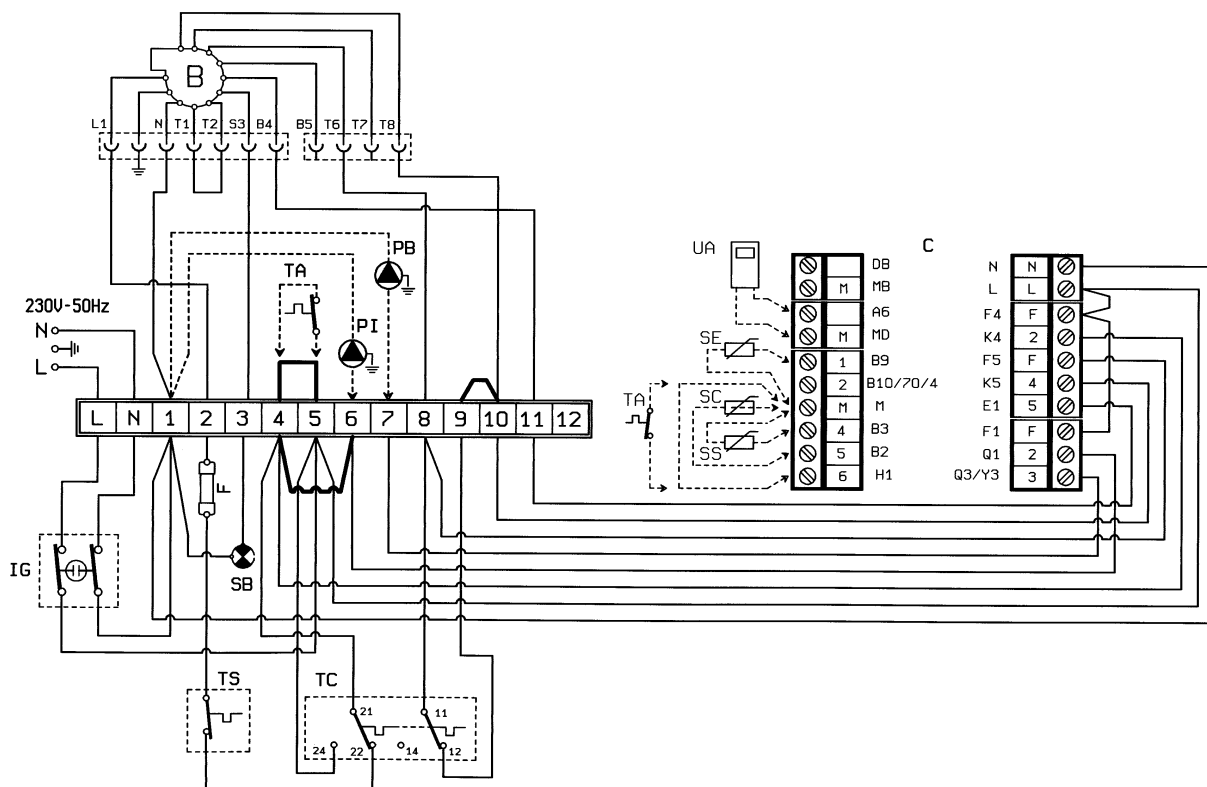 B
L1 N T1 T2 S3 B4 B5 T6 T7 T8
PB
TA
PI
230V-50Hz
N
L
L N 1 2 3 4 5 6 7 8 9 10 11 12
F
IG
SB
TS
TC
21 11
24 22 14 12
UA
C
DB
M MB
A6
M MD
SE
1 B9
2 B10/70/4
TA
SC
M M
4 B3
SS
5 B2
6 H1
N N
L L
F4 F
K4 2
F5 F
K5 4
E1 5
F1 F
Q1 2
Q3/Y3 3